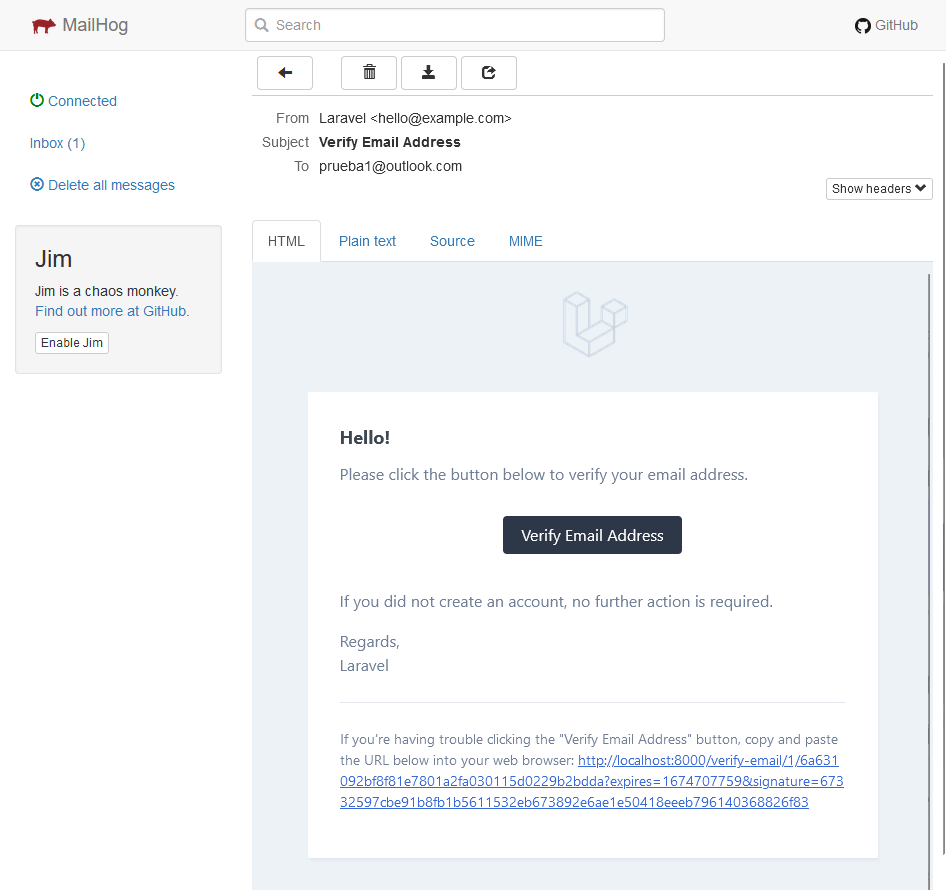 MailHog
Search
GitHub
Connected
Inbox (1)
Delete all messages
Jim
Jim is a chaos monkey.
Find out more at GitHub.
Enable Jim
From Laravel <hello@example.com>
Subject Verify Email Address
To prueba1@outlook.com
Show headers
HTML Plain text Source MIME
Hello!
Please click the button below to verify your email address.
Verify Email Address
If you did not create an account, no further action is required.
Regards,
Laravel
If you're having trouble clicking the "Verify Email Address" button, copy and paste
the URL below into your web browser: http://localhost:8000/verify-email/1/6a631
092bf8f81e7801a2fa030115d0229b2bdda?expires=1674707759&signature=673
32597cbe91b8fb1b5611532eb673892e6ae1e50418eeeb796140368826f83